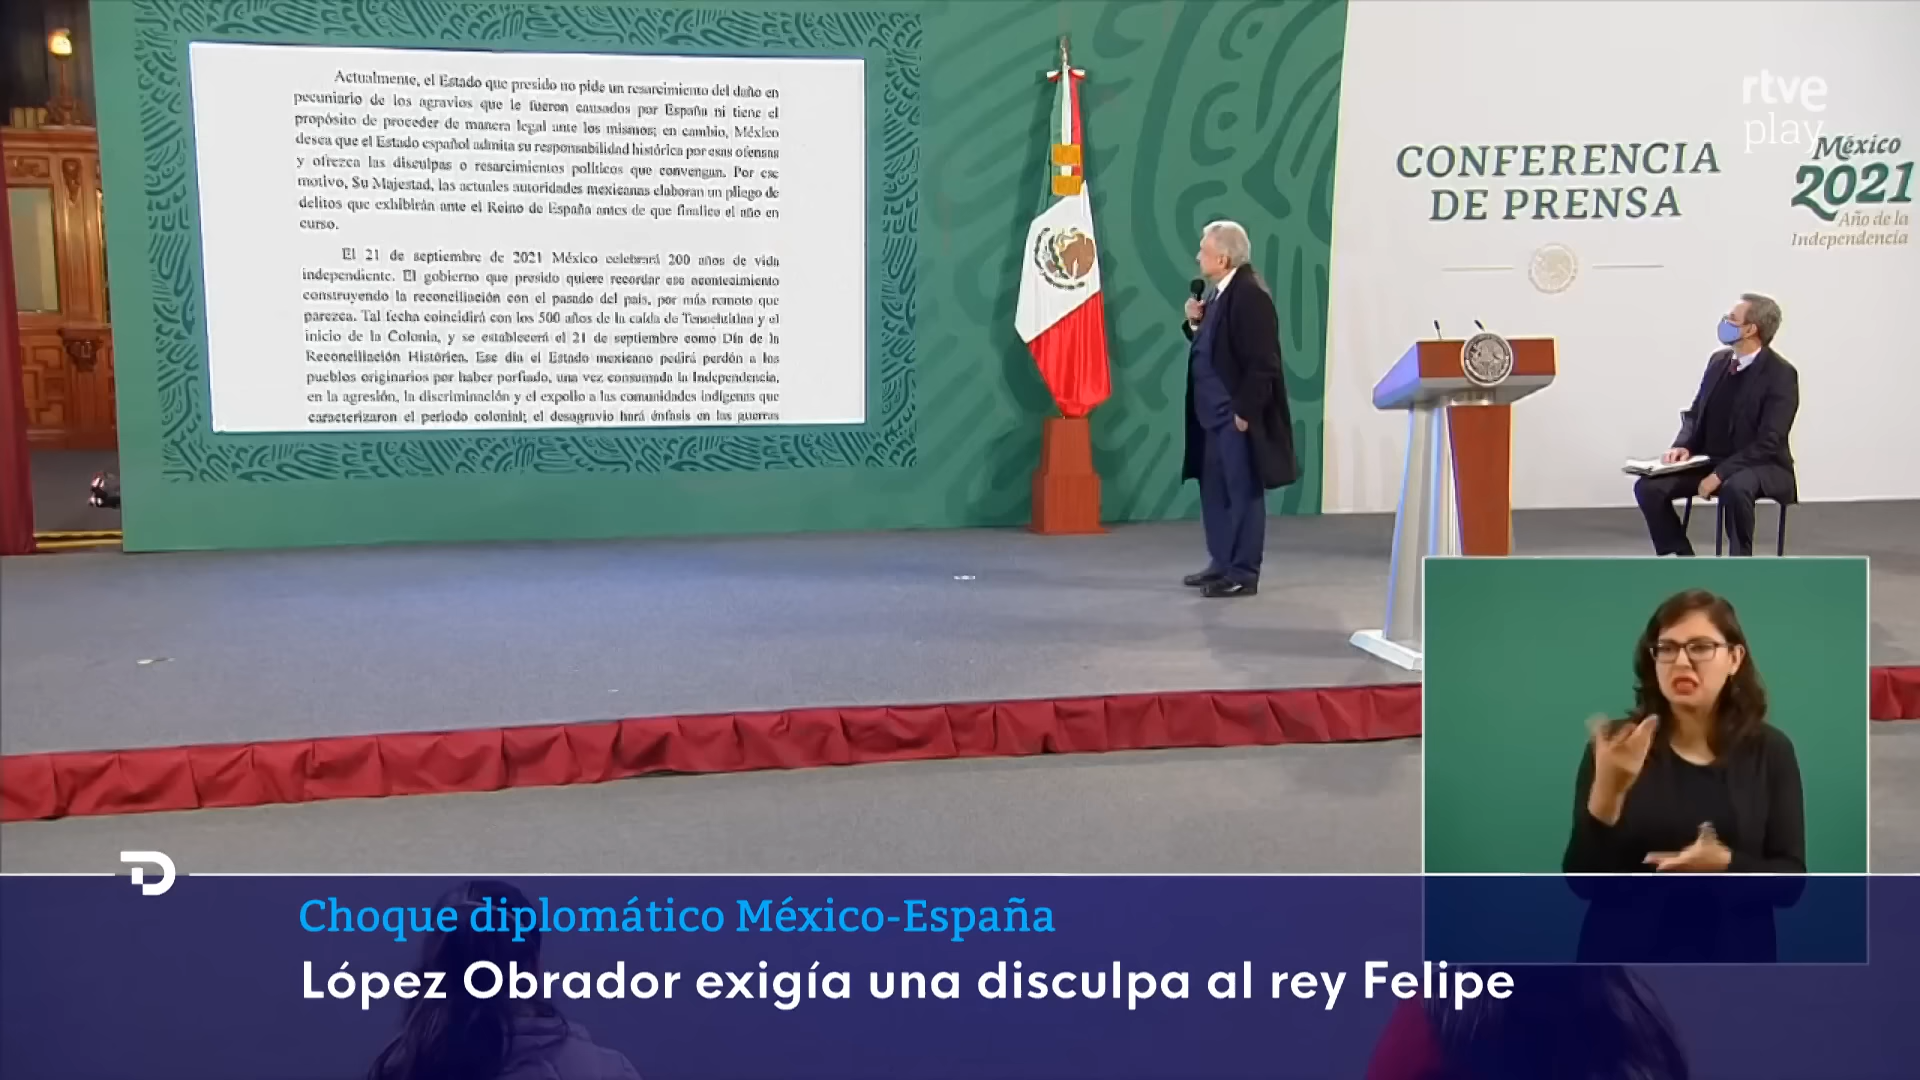 Actualmente, el Estado que presido no pide un resarcimiento del daño en
pecuniario de los agravios que le fueron causados por España ni tiene el
propósito de proceder de manera legal ante los mismos; en cambio, México
desea que el Estado español admita su responsabilidad histórica por esas ofensas
y ofrezca las disculpas o resarcimientos políticos que convengan. Por ese
motivo, Su Majestad, las actuales autoridades mexicanas elaboran un pliego de
delitos que exhibirán ante el Reino de España antes de que finalice el año en
curso.
El 21 de septiembre de 2021 México celebrará 200 años de vida
independiente. El gobierno que presido quiere recordar ese acontecimiento
construyendo la reconciliación con el pasado del país, por más remoto que
parezca. Tal fecha coincidirá con los 500 años de la caída de Tenochtitlan y el
inicio de la Colonia, y se establecerá el 21 de septiembre como Día de la
Reconciliación Histórica. Ese día el Estado mexicano pedirá perdón a los
pueblos originarios por haber porfiado, una vez consumada la Independencia,
en la agresión, la discriminación y el expolio a las comunidades indígenas que
caracterizaron el periodo colonial; el desagravio hará énfasis en las guerras
rtve
play
CONFERENCIA
DE PRENSA
México
2021
Año de la
Independencia
Choque diplomático México-España
López Obrador exigía una disculpa al rey Felipe